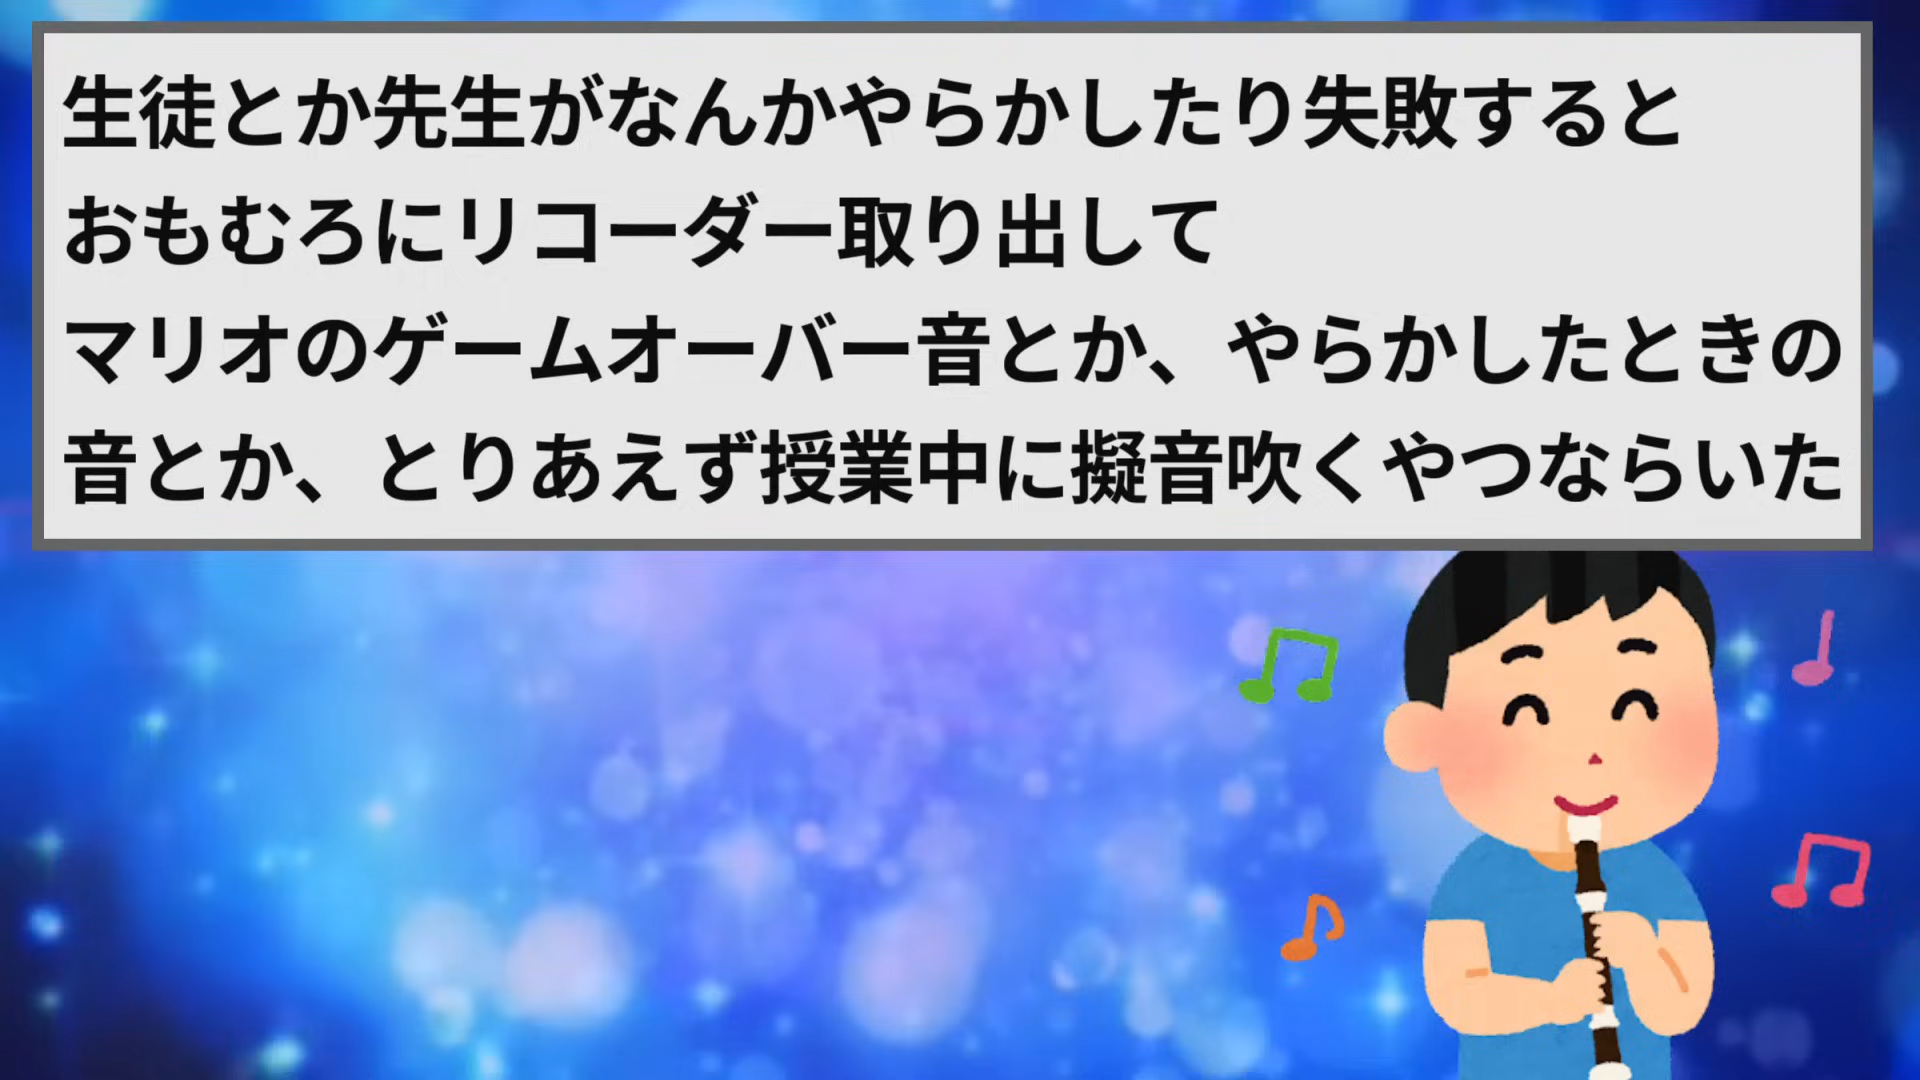 生徒とか先生がなんかやらかしたり失敗すると
おもむろにリコーダー取り出して
マリオのゲームオーバー音とか、やらかしたときの
音とか、とりあえず授業中に擬音吹くやつならいた